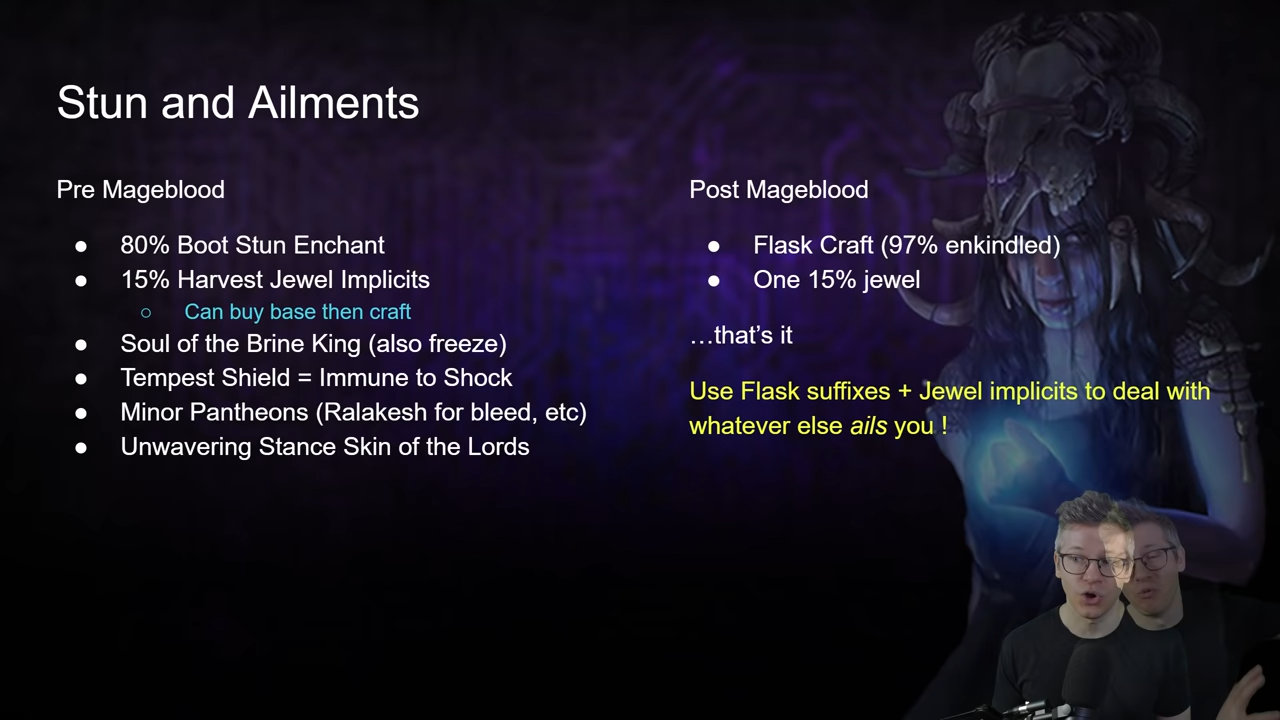 Stun and Ailments
Pre Mageblood
● 80% Boot Stun Enchant
● 15% Harvest Jewel Implicits
○ Can buy base then craft
● Soul of the Brine King (also freeze)
● Tempest Shield = Immune to Shock
● Minor Pantheons (Ralakesh for bleed, etc)
● Unwavering Stance Skin of the Lords
Post Mageblood
● Flask Craft (97% enkindled)
● One 15% jewel
…that's it
Use Flask suffixes + Jewel implicits to deal with
whatever else ails you !